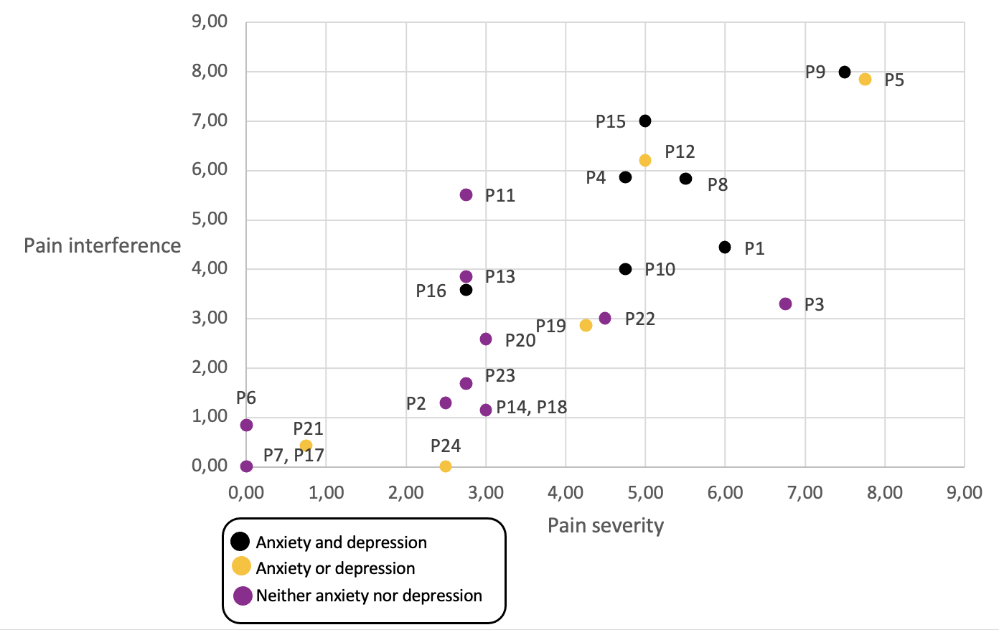 9,00
8,00
P9
P5
7,00
P15
P12
6,00
P4
P8
P11
5,00
Pain interference
P1
4,00
P10
P13
P16
P3
3,00
P22
P19
P20
2,00
P23
P6
P2
P14, P18
1,00
P21
P24
P7, P17
0,00
0,00 1,00 2,00 3,00 4,00 5,00 6,00 7,00 8,00 9,00
Pain severity
Anxiety and depression
Anxiety or depression
Neither anxiety nor depression